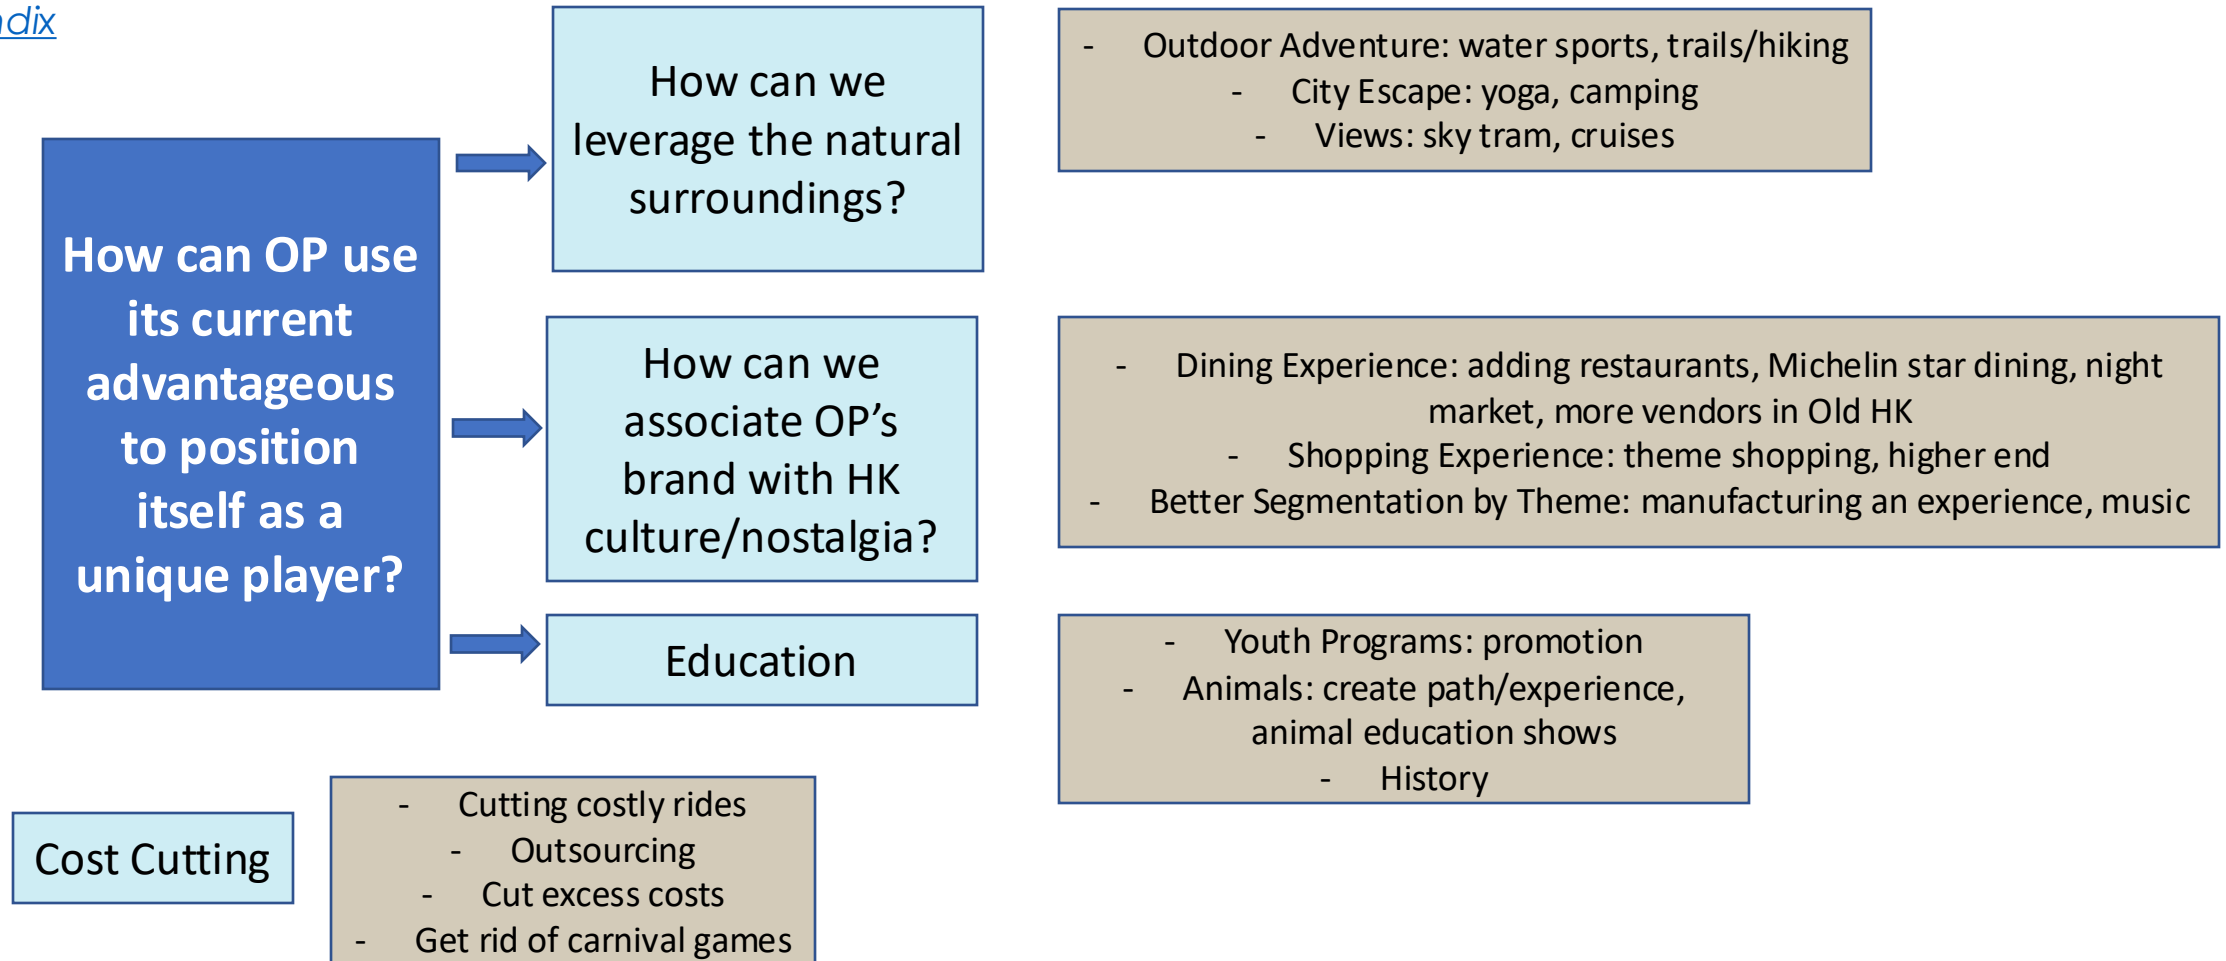 ndix
How can OP use
its current
advantageous
to position
itself as a
unique player?
How can we
leverage the natural
surroundings?
- Outdoor Adventure: water sports, trails/hiking
- City Escape: yoga, camping
- Views: sky tram, cruises
How can we
associate OP’s
brand with HK
culture/nostalgia?
- Dining Experience: adding restaurants, Michelin star dining, night
market, more vendors in Old HK
- Shopping Experience: theme shopping, higher end
- Better Segmentation by Theme: manufacturing an experience, music
Education
- Youth Programs: promotion
- Animals: create path/experience,
animal education shows
- History
Cost Cutting
- Cutting costly rides
- Outsourcing
- Cut excess costs
- Get rid of carnival games